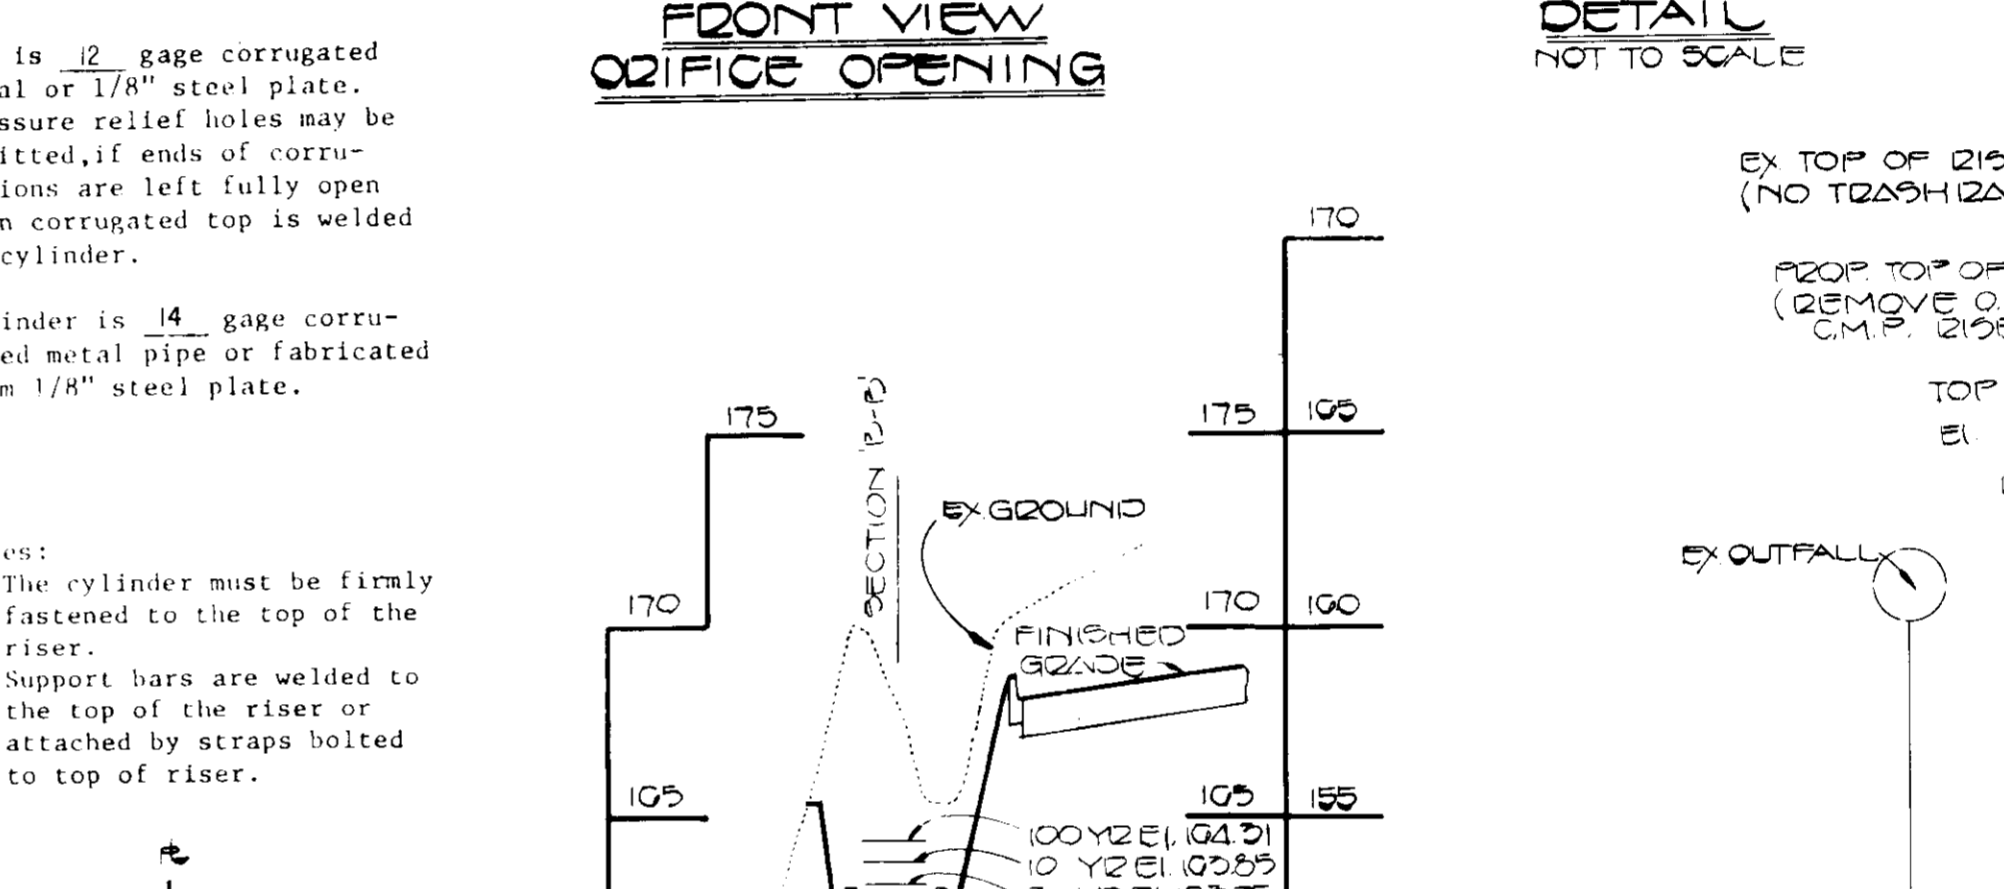 is 12 gage corrugated
al or 1/8" steel plate.
ssure relief holes may be
itted, if ends of corru-
ions are left fully open
n corrugated top is welded
cylinder.
inder is 14 gage corru-
ed metal pipe or fabricated
m 1/8" steel plate.
es:
The cylinder must be firmly
fastened to the top of the
riser.
Support bars are welded to
the top of the riser or
attached by straps bolted
to top of riser.
FRONT VIEW
ORIFICE OPENING
175
170
165
SECTION B-B
EX. GROUND
FINISHED
GRADE
100 YR El. 164.31
10 YR El. 163.85
170
175 165
170 160
165 155
DETAIL
NOT TO SCALE
EX. TOP OF RIS
(NO TRASH RA
PROP. TOP OF
(REMOVE 0.
C.M.P. RISE
TOP
El.
EX. OUTFALL